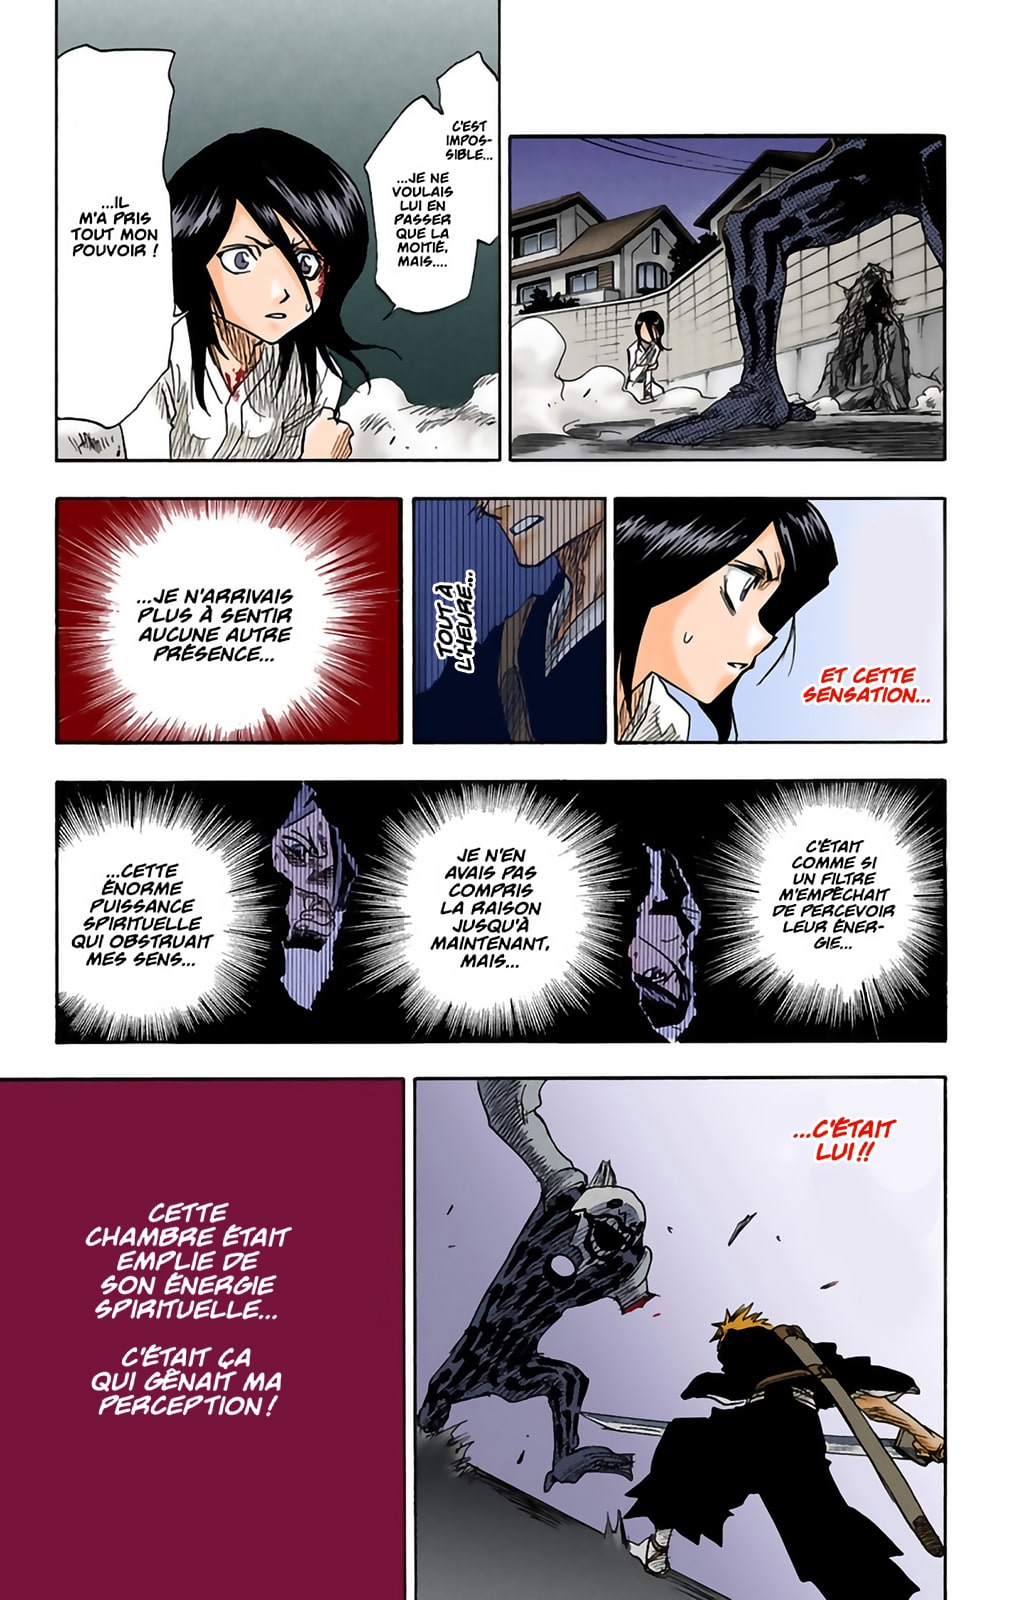 C'EST
IMPOS-
SIBLE...
...JE NE
VOULAIS
LUI EN
PASSER
QUE LA
MOITIÉ,
MAIS....
...IL
M'A PRIS
TOUT MON
POUVOIR !
ET CETTE
SENSATION...
TOUT À
L'HEURE...
...JE N'ARRIVAIS
PLUS À SENTIR
AUCUNE AUTRE
PRÉSENCE...
C'ÉTAIT
COMME SI
UN FILTRE
M'EMPÊCHAIT
DE PERCEVOIR
LEUR ÉNER-
GIE...
JE N'EN
AVAIS PAS
COMPRIS
LA RAISON
JUSQU'À
MAINTENANT,
MAIS...
...CETTE
ÉNORME
PUISSANCE
SPIRITUELLE
QUI OBSTRUAIT
MES SENS...
...C'ÉTAIT
LUI !!
CETTE
CHAMBRE ÉTAIT
EMPLIE DE
SON ÉNERGIE
SPIRITUELLE...
C'ÉTAIT ÇA
QUI GÊNAIT MA
PERCEPTION !